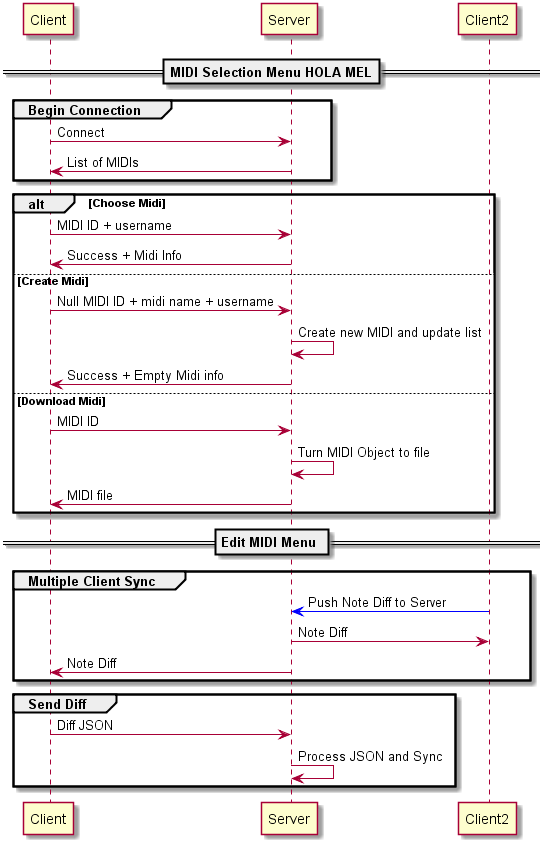 Client Server Client2
MIDI Selection Menu HOLA MEL
Begin Connection
Connect
List of MIDIs
alt [Choose Midi]
MIDI ID + username
Success + Midi Info
[Create Midi]
Null MIDI ID + midi name + username
Create new MIDI and update list
Success + Empty Midi info
[Download Midi]
MIDI ID
Turn MIDI Object to file
MIDI file
Edit MIDI Menu
Multiple Client Sync
Push Note Diff to Server
Note Diff
Note Diff
Send Diff
Diff JSON
Process JSON and Sync
Client Server Client2